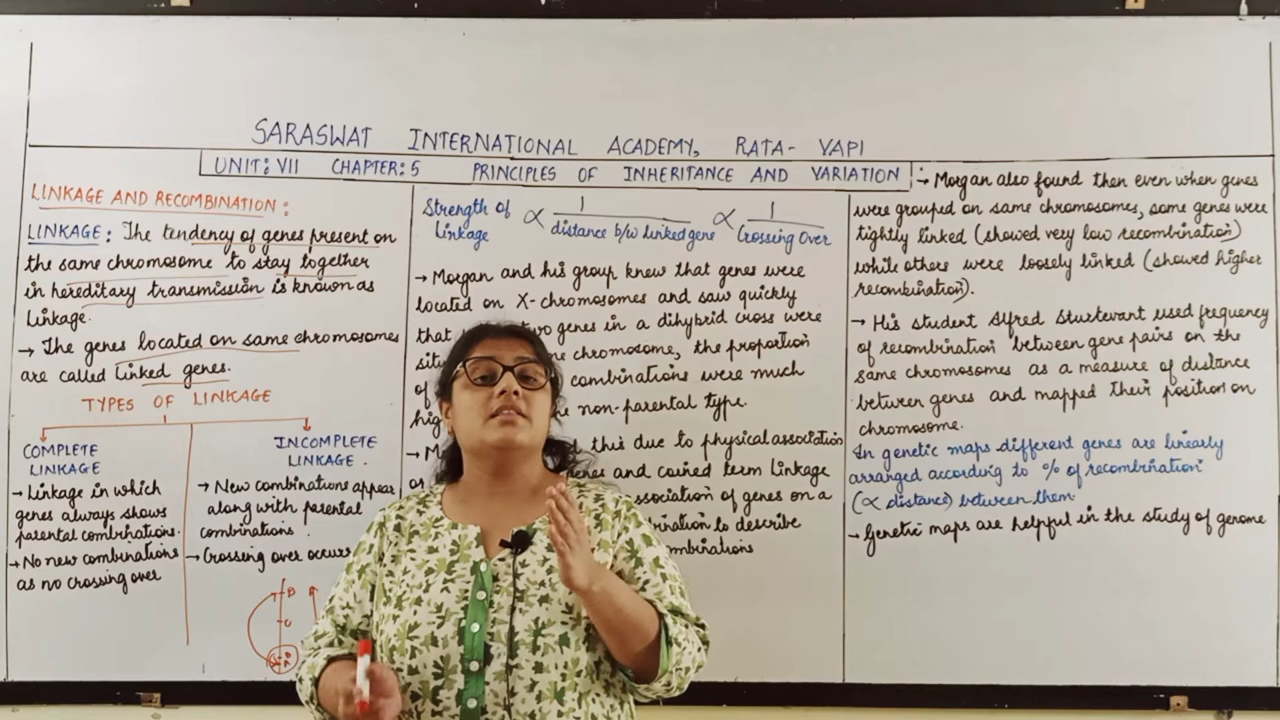 SARASWAT INTERNATIONAL ACADEMY, RATA- VAPI
UNIT: VII CHAPTER: 5 PRINCIPLES OF INHERITANCE AND VARIATION
LINKAGE AND RECOMBINATION:
LINKAGE: The tendency of genes present on
the same chromosome to stay together
in hereditary transmission is known as
linkage.
→ The genes located on same chromosomes
are called linked genes.
TYPES OF LINKAGE
COMPLETE
LINKAGE
→ Linkage in which
genes always shows
parental combinations.
→ No new combinations
as no crossing over
INCOMPLETE
LINKAGE.
→ New combinations appear
along with parental
combinations.
→ Crossing over occurs
B
C
A
Strength of
linkage ∝ 1 / distance b/w linked gene ∝ 1 / Crossing Over
→ Morgan and his group knew that genes were
located on X-chromosomes and saw quickly
that two genes in a dihybrid cross were
chromosome, the proportion
of combinations were much
non-parental type.
this due to physical association
and coined term linkage
association of genes on a
to describe
→ Morgan also found then even when genes
were grouped on same chromosomes, some genes were
tightly linked (showed very low recombination)
while others were loosely linked (showed higher
recombination).
→ His student Alfred Sturtevant used frequency
of recombination between gene pairs on the
same chromosomes as a measure of distance
between genes and mapped their position on
chromosome.
In genetic maps different genes are linearly
arranged according to % of recombination
(∝ distance) between them.
→ Genetic maps are helpful in the study of genome